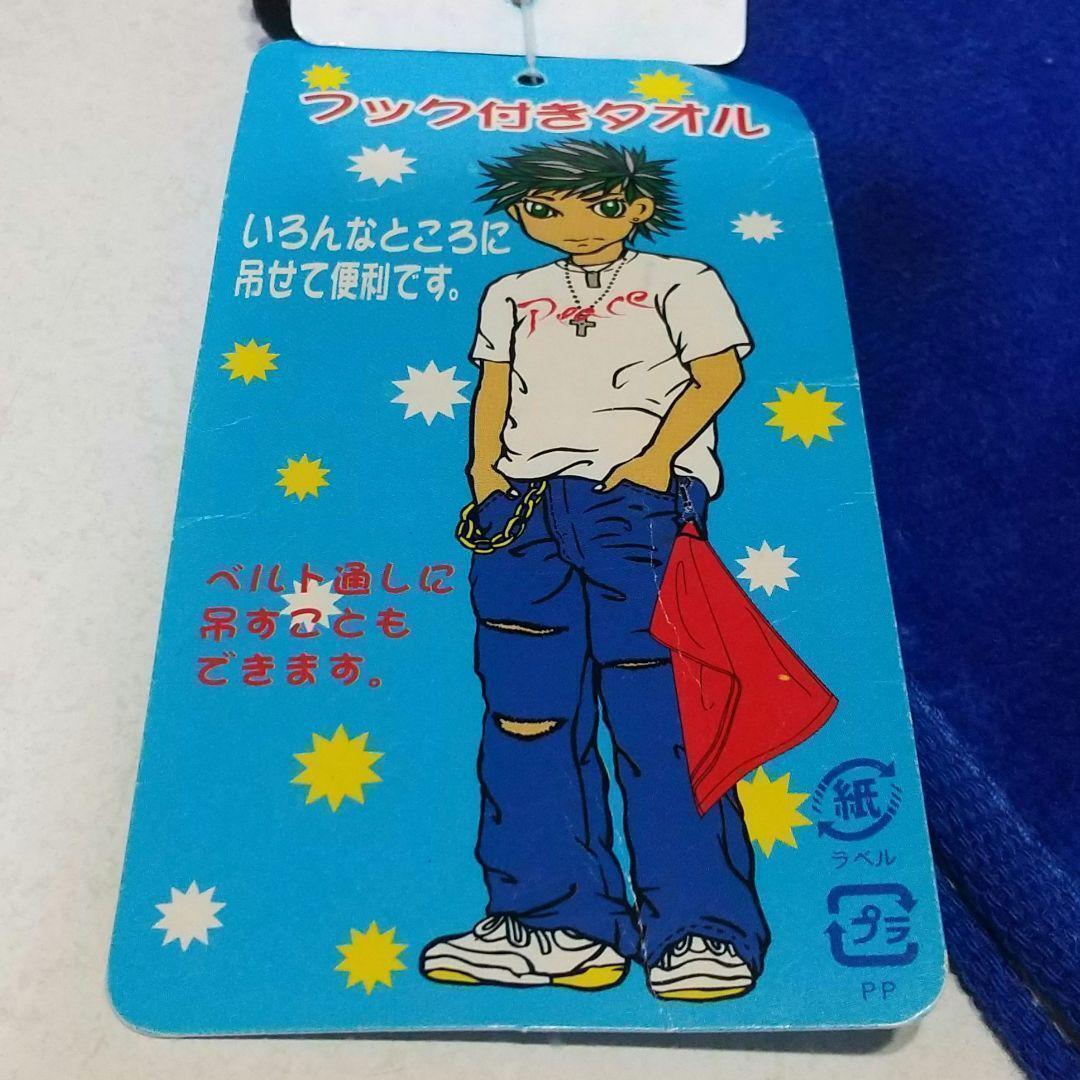 フック付きタオル
いろんなところに
吊せて便利です。
Peace
ベルト通しに
吊すことも
できます。
紙
ラベル
プラ
PP